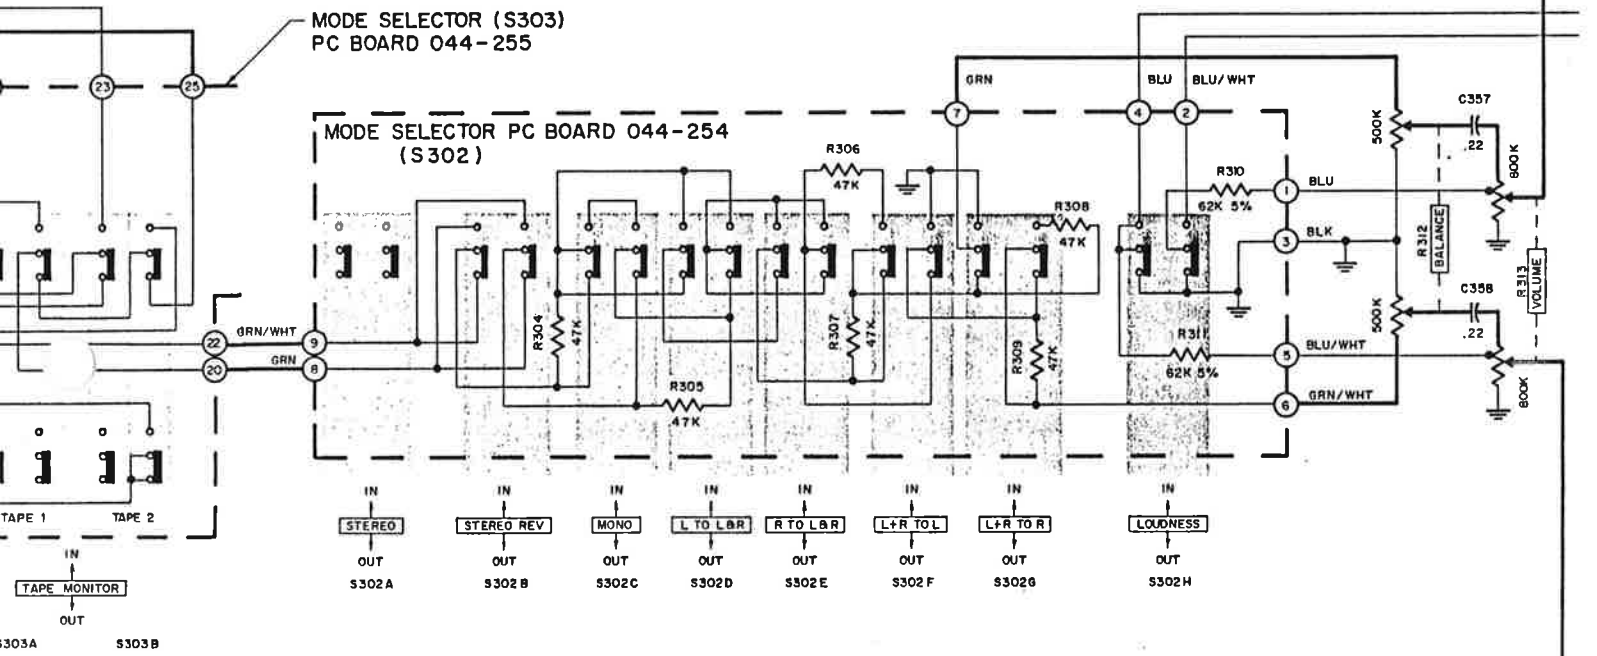 MODE SELECTOR (S303)
PC BOARD 044-255
23
25
GRN
BLU
BLU/WHT
7
4
2
MODE SELECTOR PC BOARD 044-254
(S302)
C357
.22
500K
800K
R306
47K
R310
62K 5%
1
BLU
R308
47K
3
BLK
R312
BALANCE
R313
VOLUME
C358
.22
500K
800K
22
GRN/WHT
9
20
GRN
8
R304
47K
R305
47K
R307
47K
R309
47K
R311
62K 5%
5
BLU/WHT
6
GRN/WHT
TAPE 1
TAPE 2
IN
TAPE MONITOR
OUT
S303A
S303B
IN
IN
IN
IN
IN
IN
IN
IN
STEREO
STEREO REV
MONO
L TO L&R
R TO L&R
L+R TO L
L+R TO R
LOUDNESS
OUT
OUT
OUT
OUT
OUT
OUT
OUT
OUT
S302A
S302B
S302C
S302D
S302E
S302F
S302G
S302H